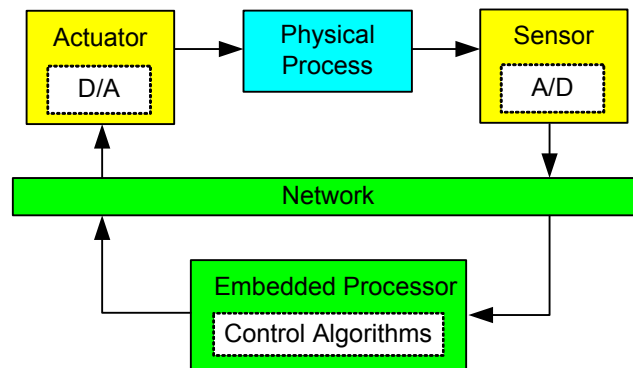 Actuator
D/A
Physical
Process
Sensor
A/D
Network
Embedded Processor
Control Algorithms